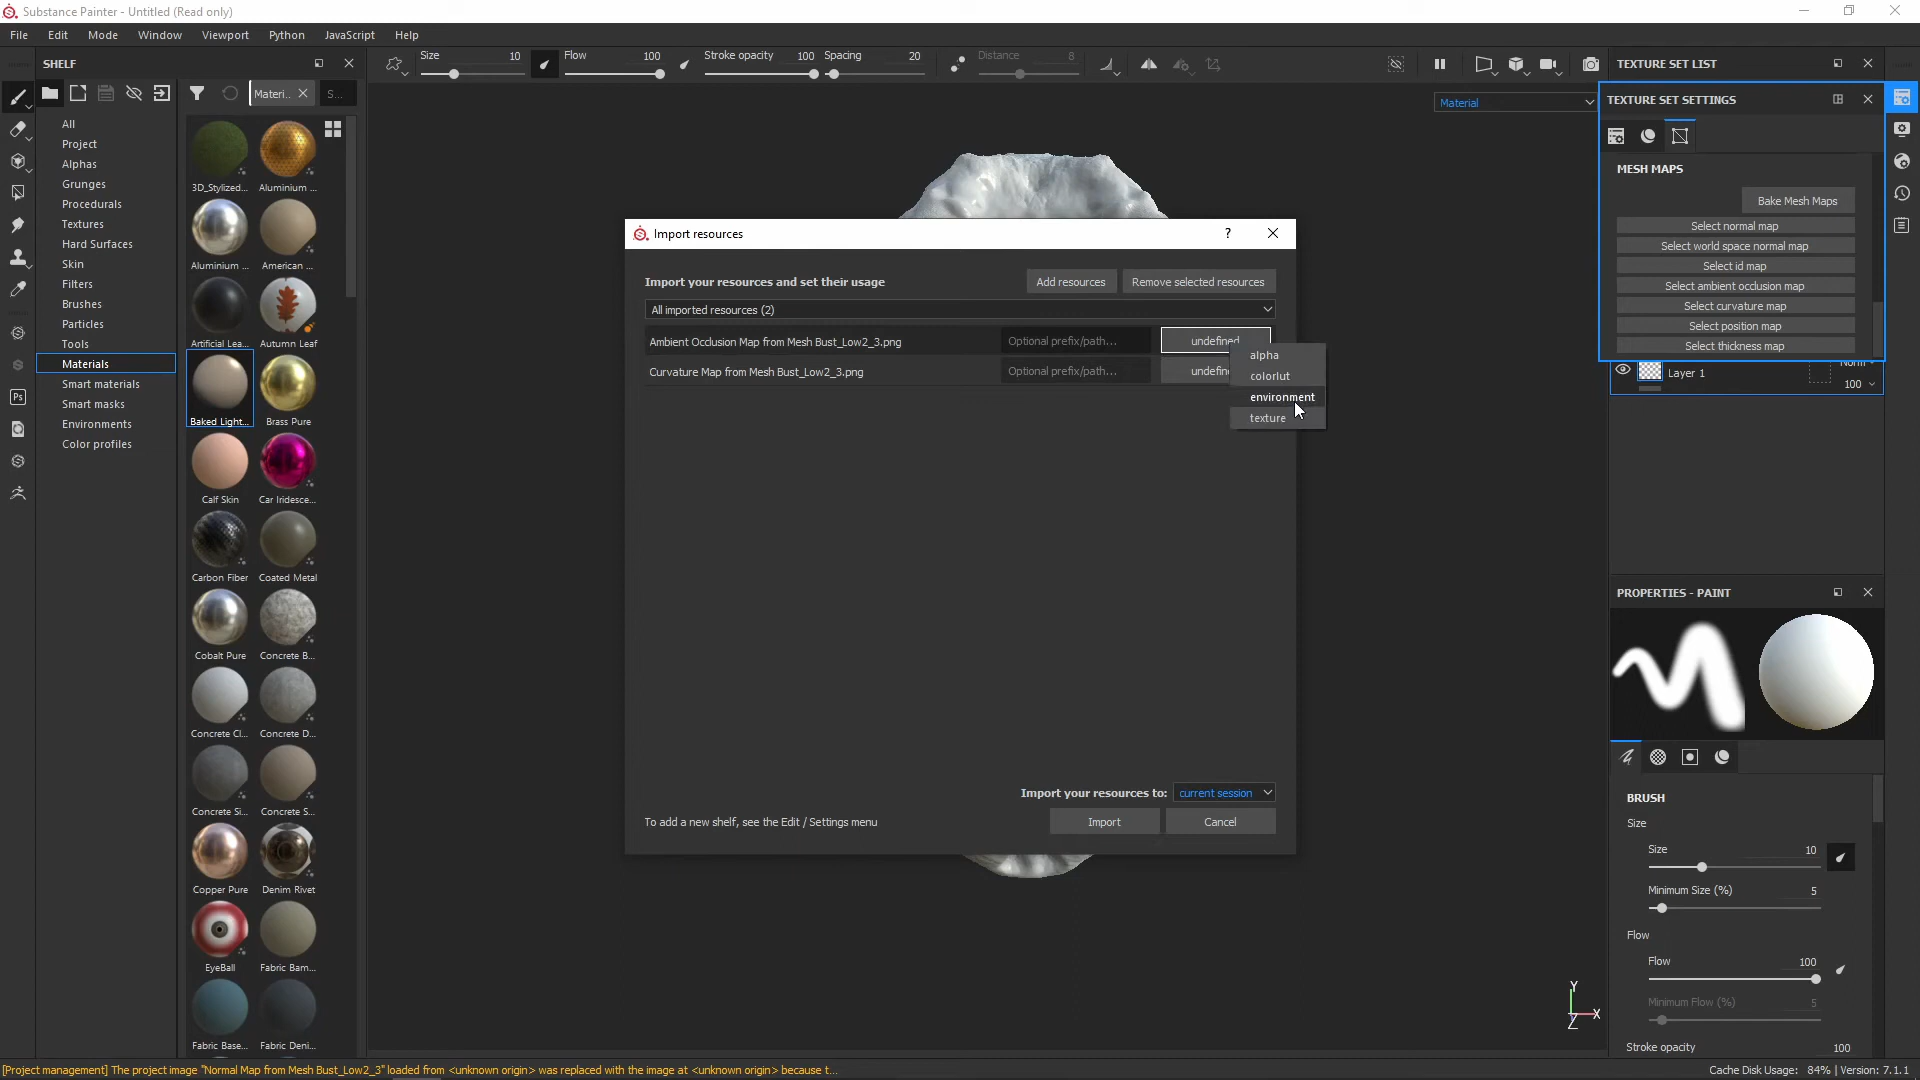 Substance Painter - Untitled (Read only)
File Edit Mode Window Viewport Python JavaScript Help
SHELF
Size 10 Flow 100 Stroke opacity 100 Spacing 20 Distance 8
TEXTURE SET LIST
Materi... S...
Material
TEXTURE SET SETTINGS
All
Project
Alphas
Grunges
Procedurals
Textures
Hard Surfaces
Skin
Filters
Brushes
Particles
Tools
Materials
Smart materials
Smart masks
Environments
Color profiles
3D_Stylized... Aluminium ...
Aluminium ... American ...
Artificial Lea... Autumn Leaf
Baked Light... Brass Pure
Calf Skin Car Iridesce...
Carbon Fiber Coated Metal
Cobalt Pure Concrete B...
Concrete Cl... Concrete D...
Concrete Si... Concrete S...
Copper Pure Denim Rivet
EyeBall Fabric Bam...
Fabric Base... Fabric Deni...
Ps
Import resources ?
Import your resources and set their usage Add resources Remove selected resources
All imported resources (2)
Ambient Occlusion Map from Mesh Bust_Low2_3.png Optional prefix/path... undefined
Curvature Map from Mesh Bust_Low2_3.png Optional prefix/path... undefin
alpha
colorlut
environment
texture
Import your resources to: current session
To add a new shelf, see the Edit / Settings menu Import Cancel
MESH MAPS
Bake Mesh Maps
Select normal map
Select world space normal map
Select id map
Select ambient occlusion map
Select curvature map
Select position map
Select thickness map
Layer 1
100
PROPERTIES - PAINT
BRUSH
Size
Size 10
Minimum Size (%) 5
Flow
Flow 100
Minimum Flow (%) 5
Stroke opacity 100
Y
X
Z
[Project management] The project image "Normal Map from Mesh Bust_Low2_3" loaded from <unknown origin> was replaced with the image at <unknown origin> because t...
Cache Disk Usage: 84% | Version: 7.1.1